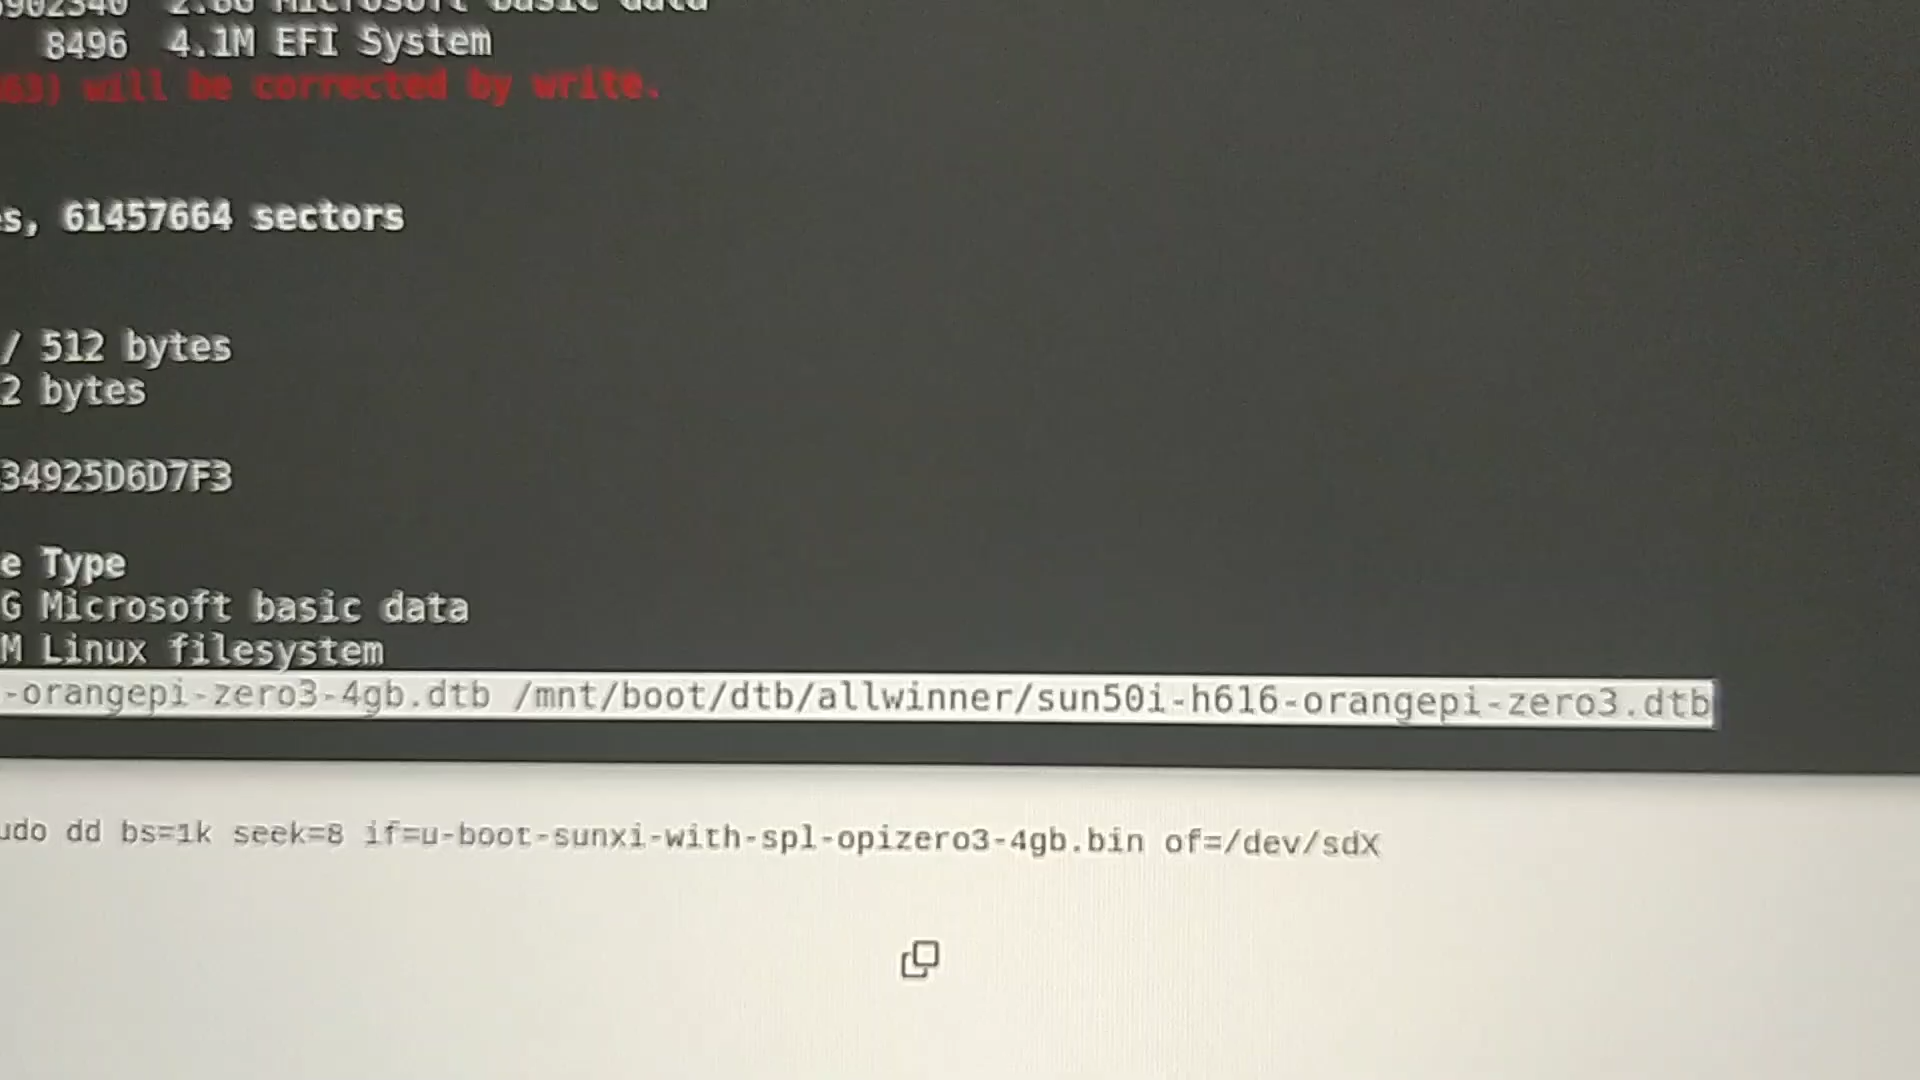 8496 4.1M EFI System
63) will be corrected by write.
s, 61457664 sectors
/ 512 bytes
2 bytes
34925D6D7F3
e Type
G Microsoft basic data
M Linux filesystem
-orangepi-zero3-4gb.dtb /mnt/boot/dtb/allwinner/sun50i-h616-orangepi-zero3.dtb
udo dd bs=1k seek=8 if=u-boot-sunxi-with-spl-opizero3-4gb.bin of=/dev/sdX